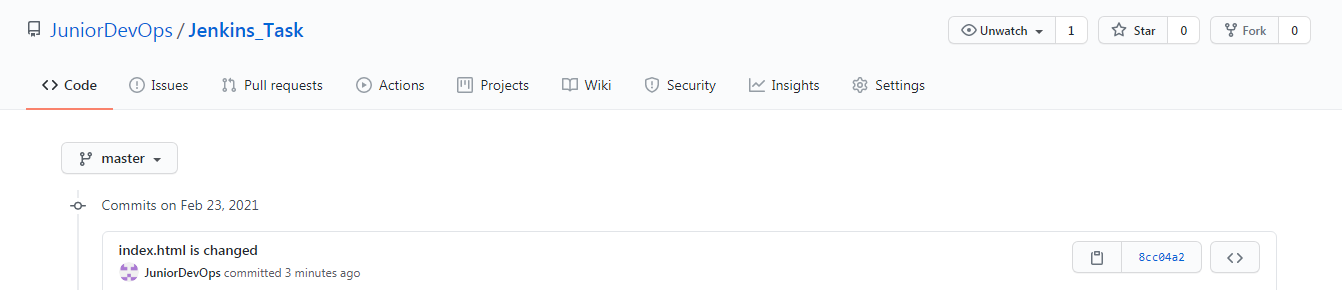 JuniorDevOps / Jenkins_Task
Unwatch 1 Star 0 Fork 0
Code Issues Pull requests Actions Projects Wiki Security Insights Settings
master
Commits on Feb 23, 2021
index.html is changed
8cc04a2
JuniorDevOps committed 3 minutes ago